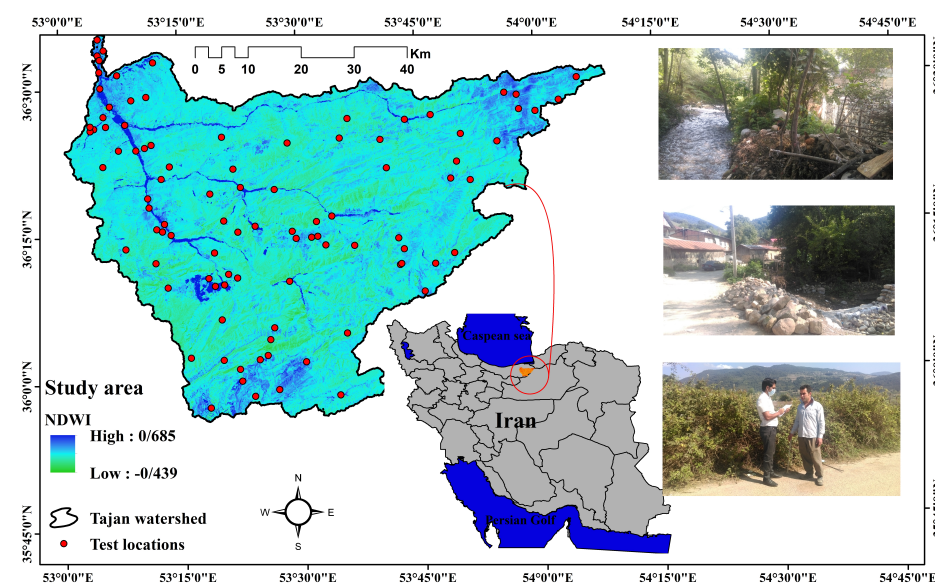 53°0'0"E 53°15'0"E 53°30'0"E 53°45'0"E 54°0'0"E 54°15'0"E 54°30'0"E 54°45'0"E
Km
0 5 10 20 30 40
36°30'0"N
36°15'0"N
36°0'0"N
35°45'0"N
Caspean sea
Iran
Persian Golf
Study area
NDWI
High : 0/685
Low : -0/439
Tajan watershed
Test locations
N
W E
S
53°0'0"E 53°15'0"E 53°30'0"E 53°45'0"E 54°0'0"E 54°15'0"E 54°30'0"E 54°45'0"E